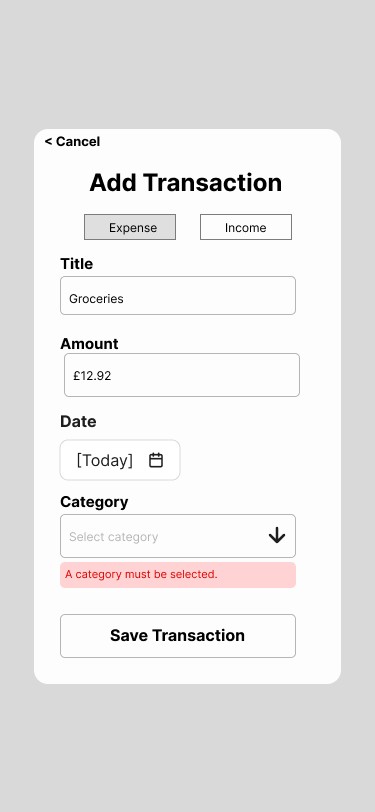 < Cancel
Add Transaction
Expense Income
Title
Groceries
Amount
£12.92
Date
[Today]
Category
Select category
A category must be selected.
Save Transaction